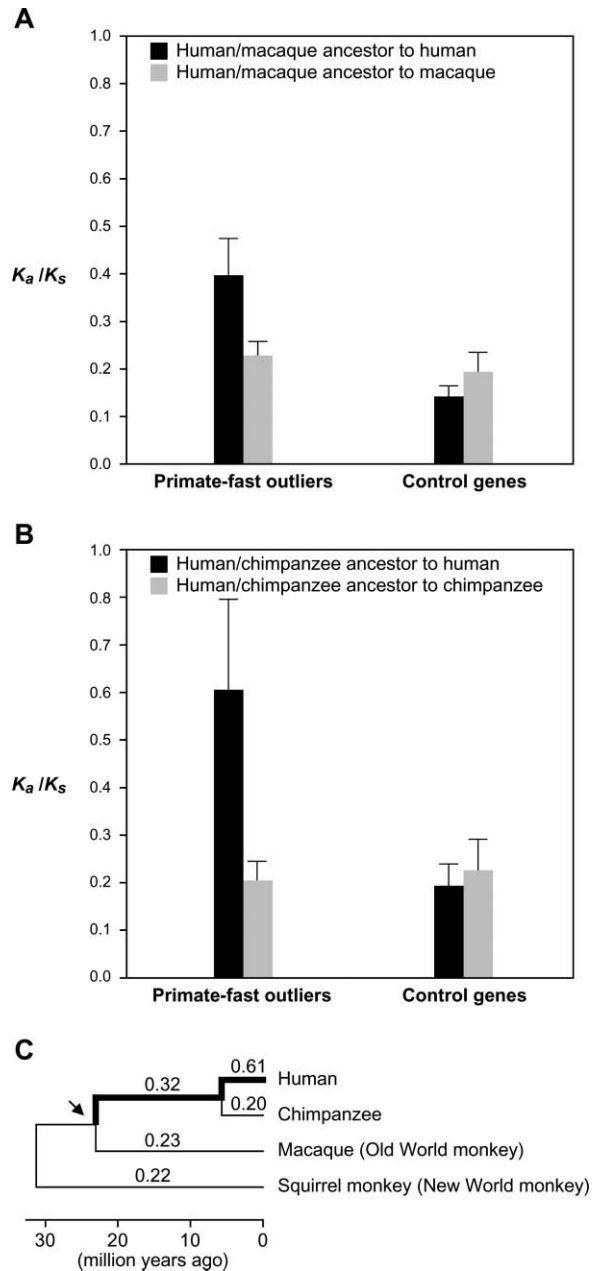 A
1.0
Human/macaque ancestor to human
Human/macaque ancestor to macaque
0.9
0.8
0.7
0.6
0.5
Ka /Ks
0.4
0.3
0.2
0.1
0.0
Primate-fast outliers Control genes
B
1.0
Human/chimpanzee ancestor to human
Human/chimpanzee ancestor to chimpanzee
0.9
0.8
0.7
0.6
0.5
Ka /Ks
0.4
0.3
0.2
0.1
0.0
Primate-fast outliers Control genes
C
0.61
0.32 Human
0.20
Chimpanzee
0.23
Macaque (Old World monkey)
0.22
Squirrel monkey (New World monkey)
30 20 10 0
(million years ago)